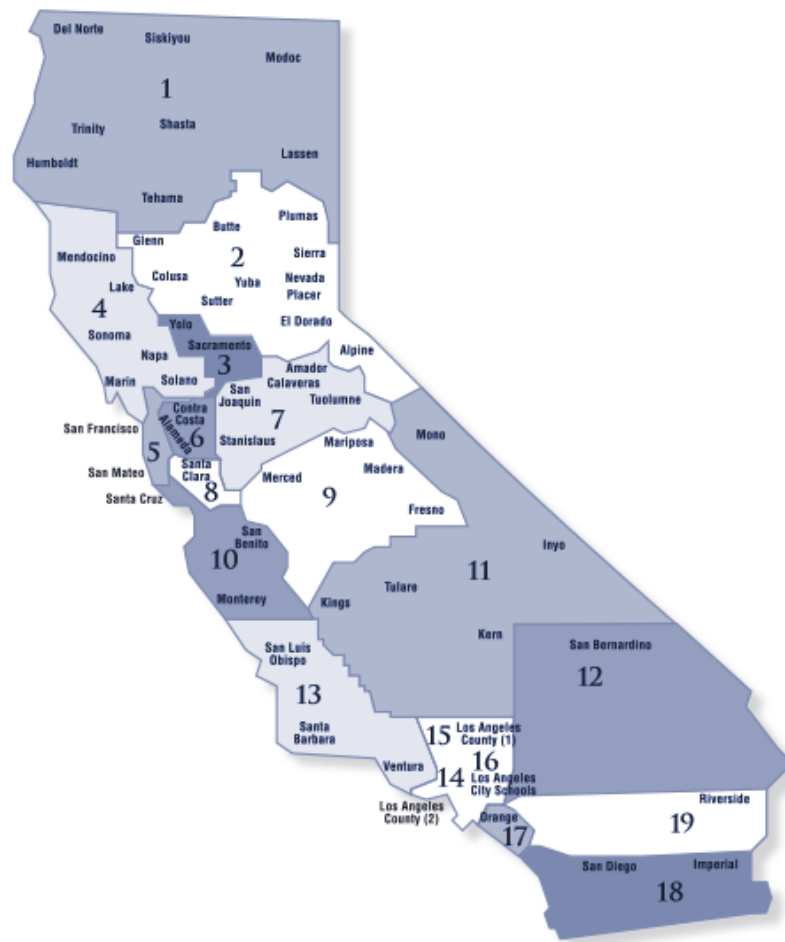 Del Norte
Siskiyou
Modoc
1
Trinity
Shasta
Humboldt
Lassen
Tehama
Plumas
Butte
Glenn
2
Sierra
Mendocino
Colusa
Yuba
Nevada
Lake
Placer
Sutter
4
El Dorado
Yolo
Sonoma
Sacramento
Napa
3
Alpine
Marin
Solano
Amador
Calaveras
San
Joaquin
Tuolumne
Contra
Costa
7
San Francisco
Alameda
6
Stanislaus
Mariposa
Mono
5
Santa
Clara
San Mateo
Merced
Madera
8
9
Santa Cruz
Fresno
San
Benito
10
Inyo
11
Tulare
Monterey
Kings
Kern
San Bernardino
San Luis
Obispo
12
13
Santa
Barbara
15
Los Angeles
County (1)
16
Ventura
14
Los Angeles
City Schools
Los Angeles
County (2)
Orange
Riverside
17
19
San Diego
Imperial
18